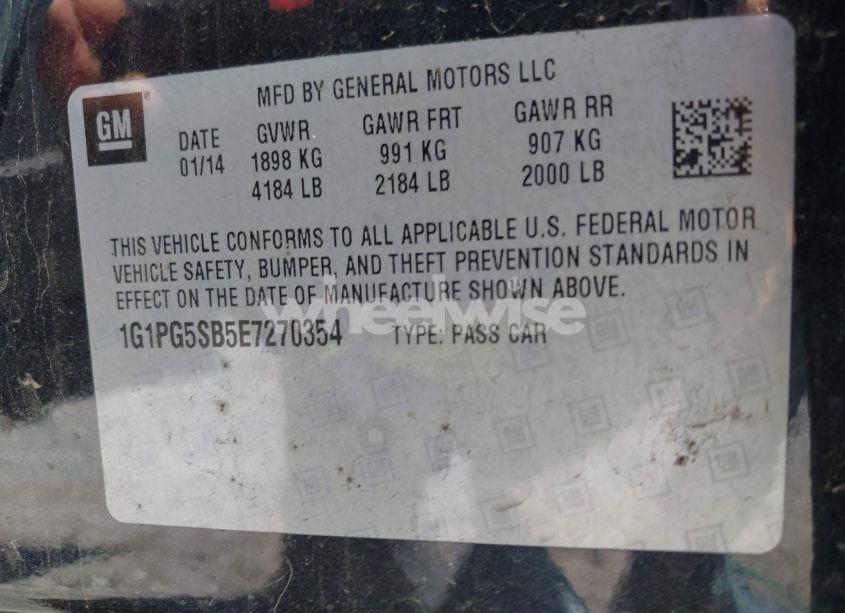 MFD BY GENERAL MOTORS LLC
GM
DATE GVWR GAWR FRT GAWR RR
01/14 1898 KG 991 KG 907 KG
4184 LB 2184 LB 2000 LB
THIS VEHICLE CONFORMS TO ALL APPLICABLE U.S. FEDERAL MOTOR
VEHICLE SAFETY, BUMPER, AND THEFT PREVENTION STANDARDS IN
EFFECT ON THE DATE OF MANUFACTURE SHOWN ABOVE.
wheelwise
1G1PG5SB5E7270354 TYPE: PASS CAR